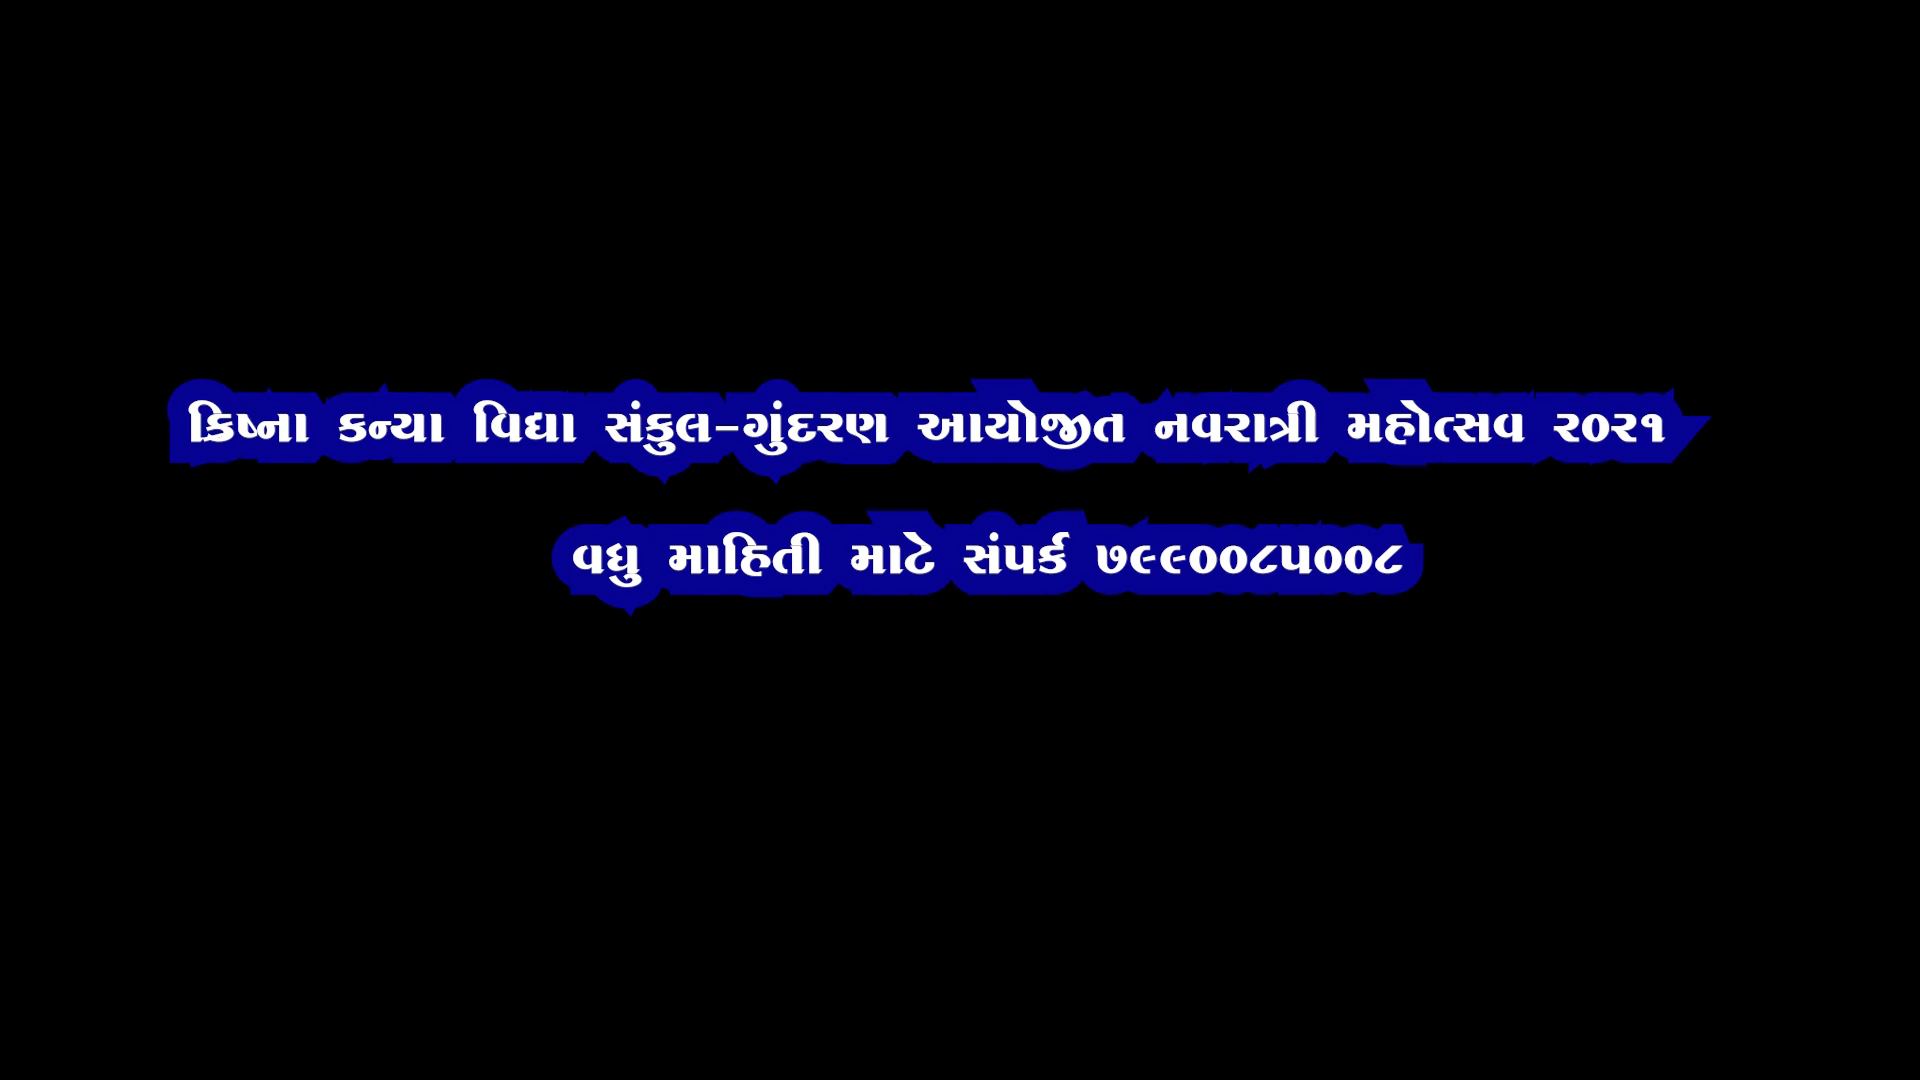 ક્રિષ્ના કન્યા વિદ્યા સંકુલ-ગુંદરણ આયોજીત નવરાત્રી મહોત્સવ ૨૦૨૧
વધુ માહિતી માટે સંપર્ક ૭૯૯૦૦૮૫૦૦૮